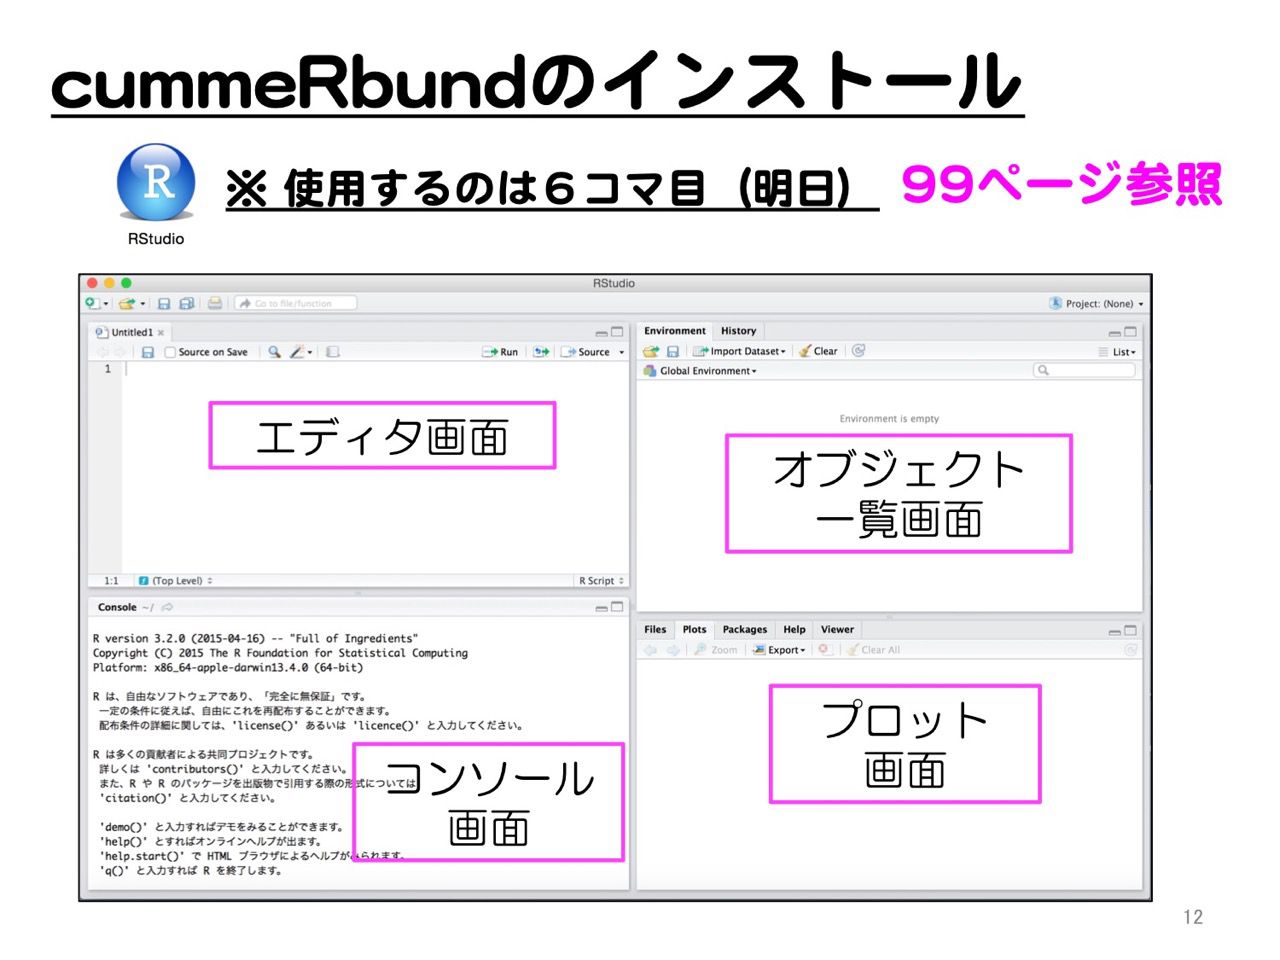 cummeRbundのインストール
※ 使用するのは６コマ目（明日） 99ページ参照
RStudio
RStudio
Go to file/function
Project: (None)
Untitled1
Source on Save
Run
Source
1
エディタ画面
1:1 (Top Level)
R Script
Environment History
Import Dataset Clear
List
Global Environment
Environment is empty
オブジェクト
一覧画面
Console ~/
R version 3.2.0 (2015-04-16) -- "Full of Ingredients"
Copyright (C) 2015 The R Foundation for Statistical Computing
Platform: x86_64-apple-darwin13.4.0 (64-bit)
R は、自由なソフトウェアであり、「完全に無保証」です。
一定の条件に従えば、自由にこれを再配布することができます。
配布条件の詳細に関しては、'license()' あるいは 'licence()' と入力してください。
R は多くの貢献者による共同プロジェクトです。
詳しくは 'contributors()' と入力してください。
また、R や R のパッケージを出版物で引用する際の形式については
'citation()' と入力してください。
'demo()' と入力すればデモをみることができます。
'help()' とすればオンラインヘルプが出ます。
'help.start()' で HTML ブラウザによるヘルプがみられます。
'q()' と入力すれば R を終了します。
コンソール
画面
Files Plots Packages Help Viewer
Zoom Export Clear All
プロット
画面
12